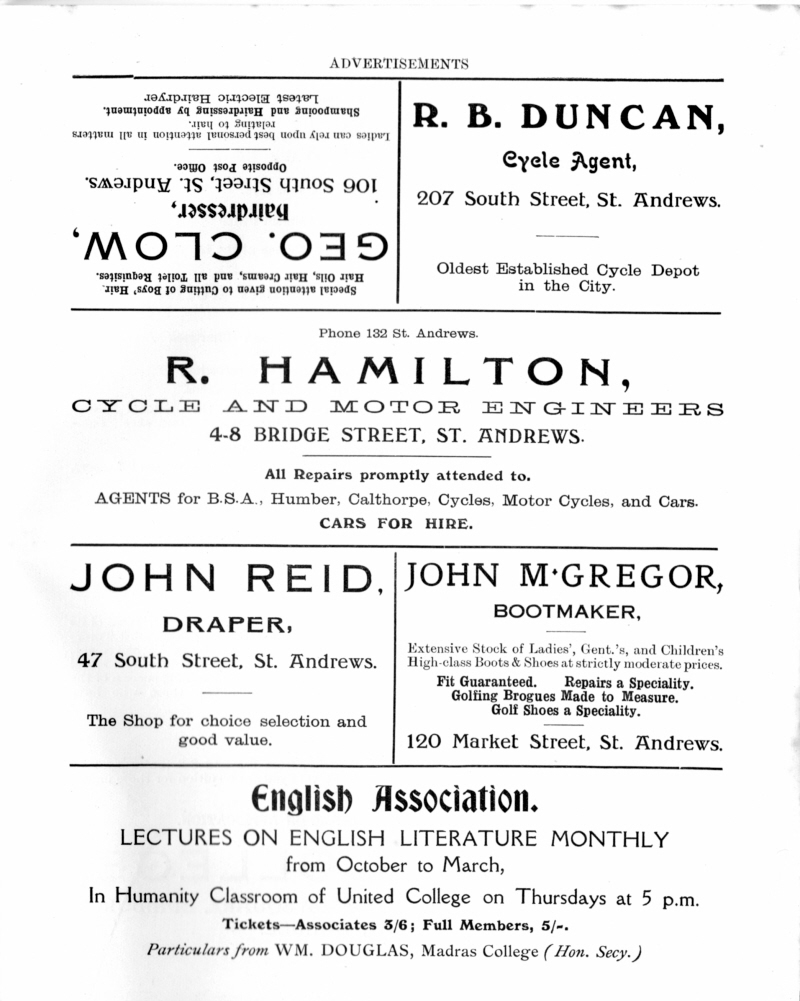 ADVERTISEMENTS
Special attention given to Cutting of Boys' Hair.
Hair Oils, Hair Creams, and all Toilet Requisites.
GEO. CLOW,
hairdresser,
106 South Street, St. Andrews.
Opposite Post Office.
Ladies can rely upon best personal attention in all matters
relating to hair.
Shampooing and Hairdressing by appointment.
Latest Electric Hairdryer
R. B. DUNCAN,
Cycle Agent,
207 South Street, St. Andrews.
Oldest Established Cycle Depot
in the City.
Phone 132 St. Andrews.
R. HAMILTON,
CYCLE AND MOTOR ENGINEERS
4-8 BRIDGE STREET, ST. ANDREWS.
All Repairs promptly attended to.
AGENTS for B.S.A., Humber, Calthorpe, Cycles, Motor Cycles, and Cars.
CARS FOR HIRE.
JOHN REID,
DRAPER,
47 South Street, St. Andrews.
The Shop for choice selection and
good value.
JOHN M'GREGOR,
BOOTMAKER,
Extensive Stock of Ladies', Gent.'s, and Children's
High-class Boots & Shoes at strictly moderate prices.
Fit Guaranteed. Repairs a Speciality.
Golfing Brogues Made to Measure.
Golf Shoes a Speciality.
120 Market Street, St. Andrews.
English Association.
LECTURES ON ENGLISH LITERATURE MONTHLY
from October to March,
In Humanity Classroom of United College on Thursdays at 5 p.m.
Tickets—Associates 3/6; Full Members, 5/-.
Particulars from WM. DOUGLAS, Madras College (Hon. Secy.)